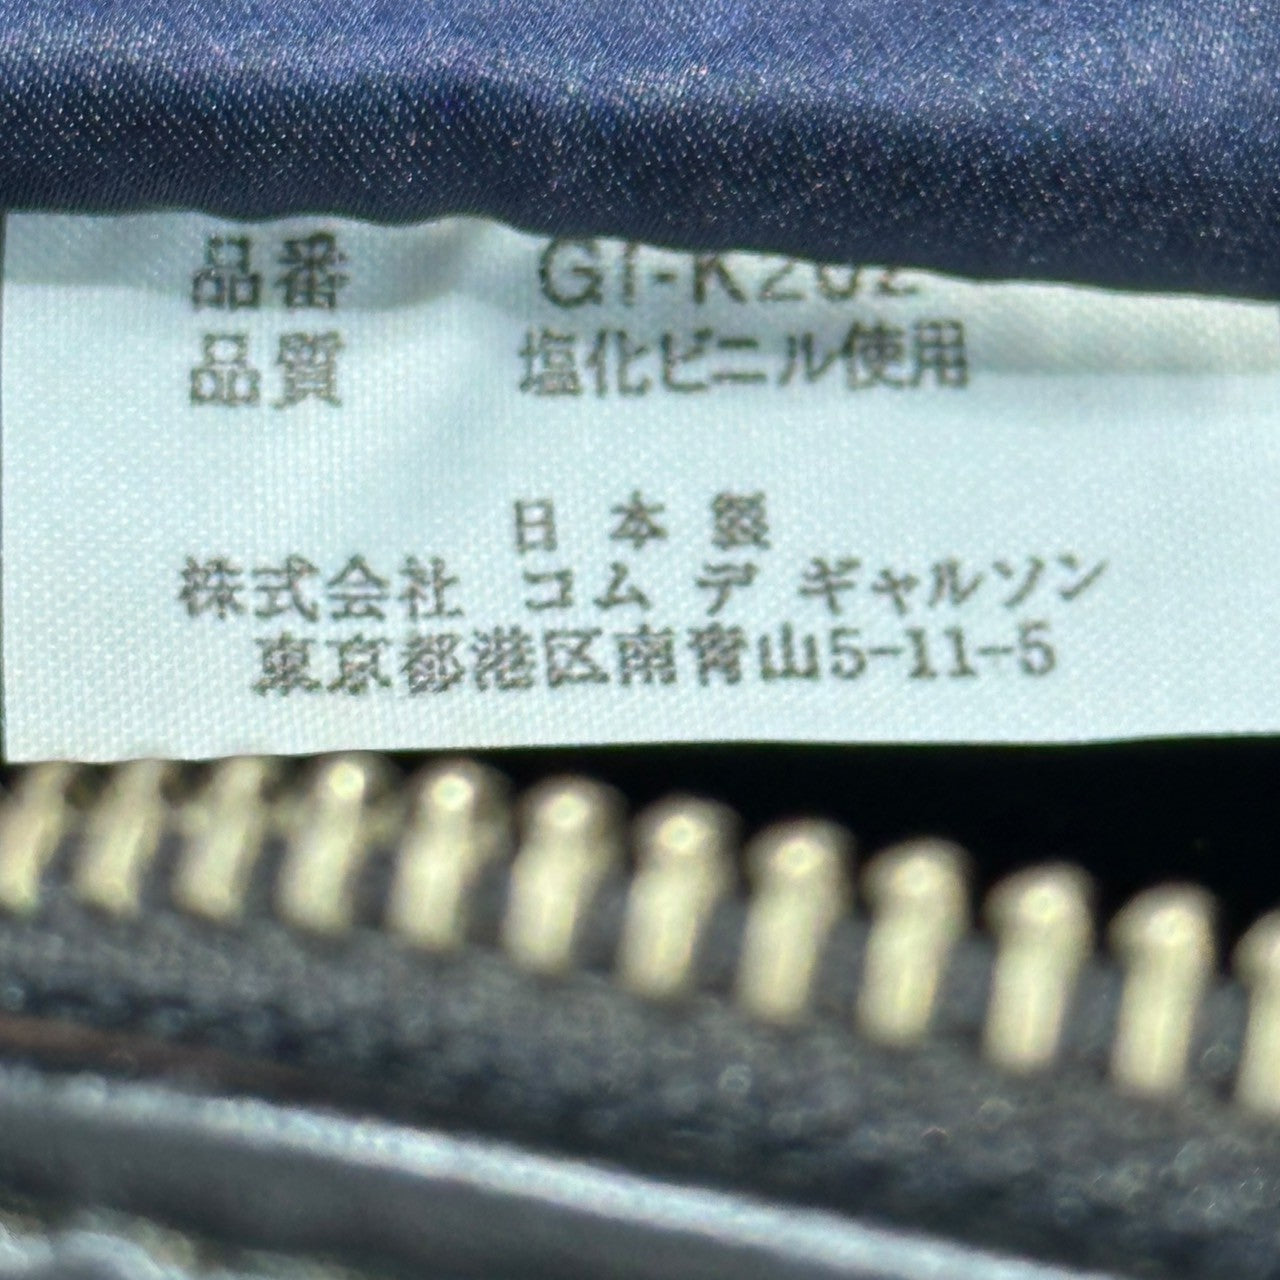 品番 GT-K202
品質 塩化ビニル使用
日本製
株式会社 コム デ ギャルソン
東京都港区南青山5-11-5